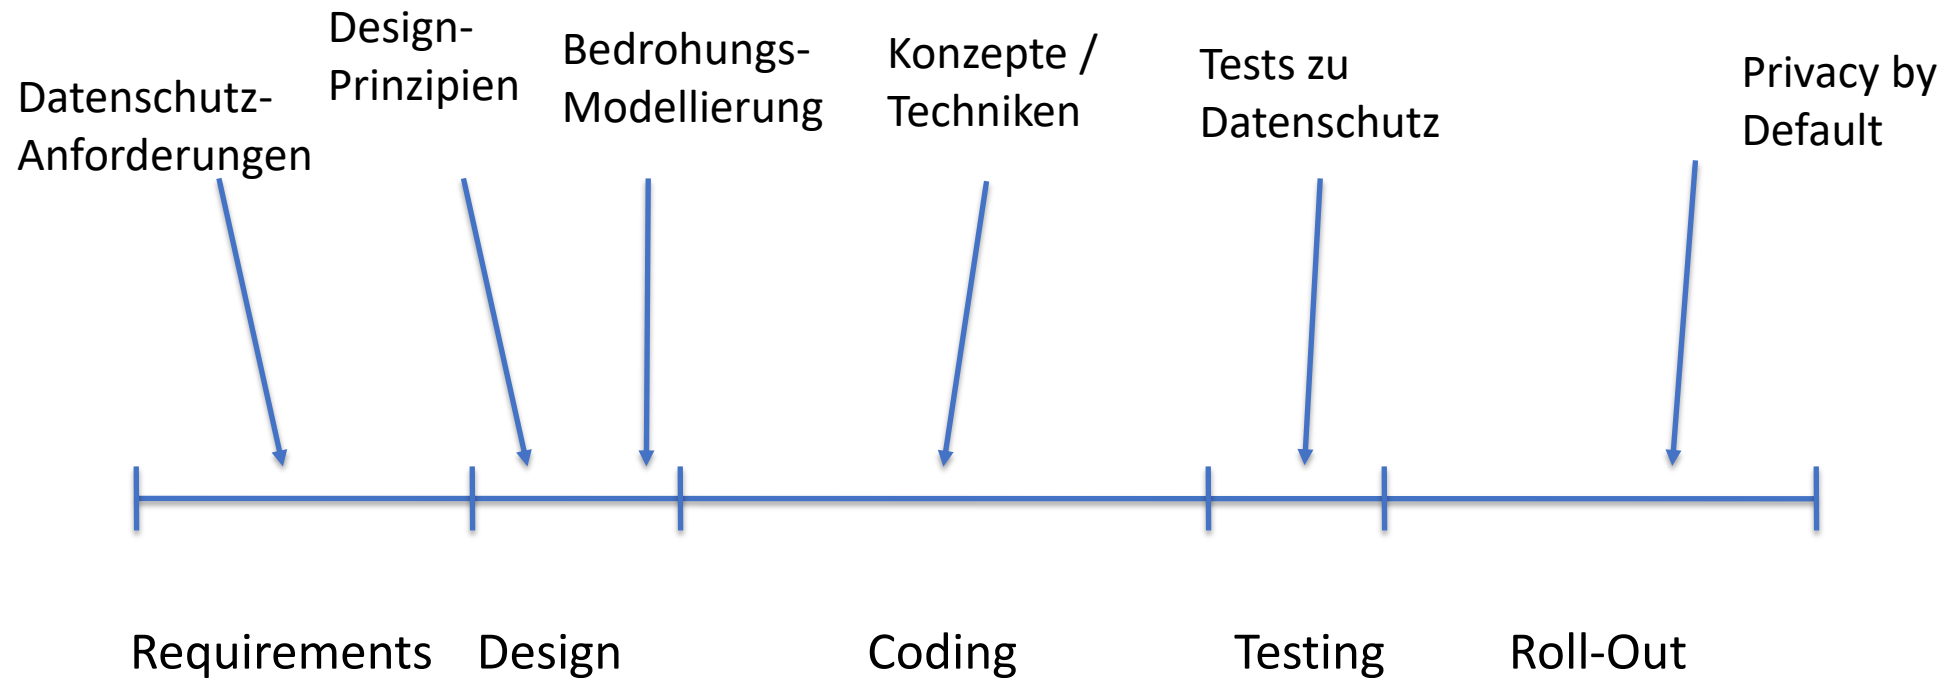 Datenschutz-
Anforderungen
Design-
Prinzipien
Bedrohungs-
Modellierung
Konzepte /
Techniken
Tests zu
Datenschutz
Privacy by
Default
Requirements
Design
Coding
Testing
Roll-Out